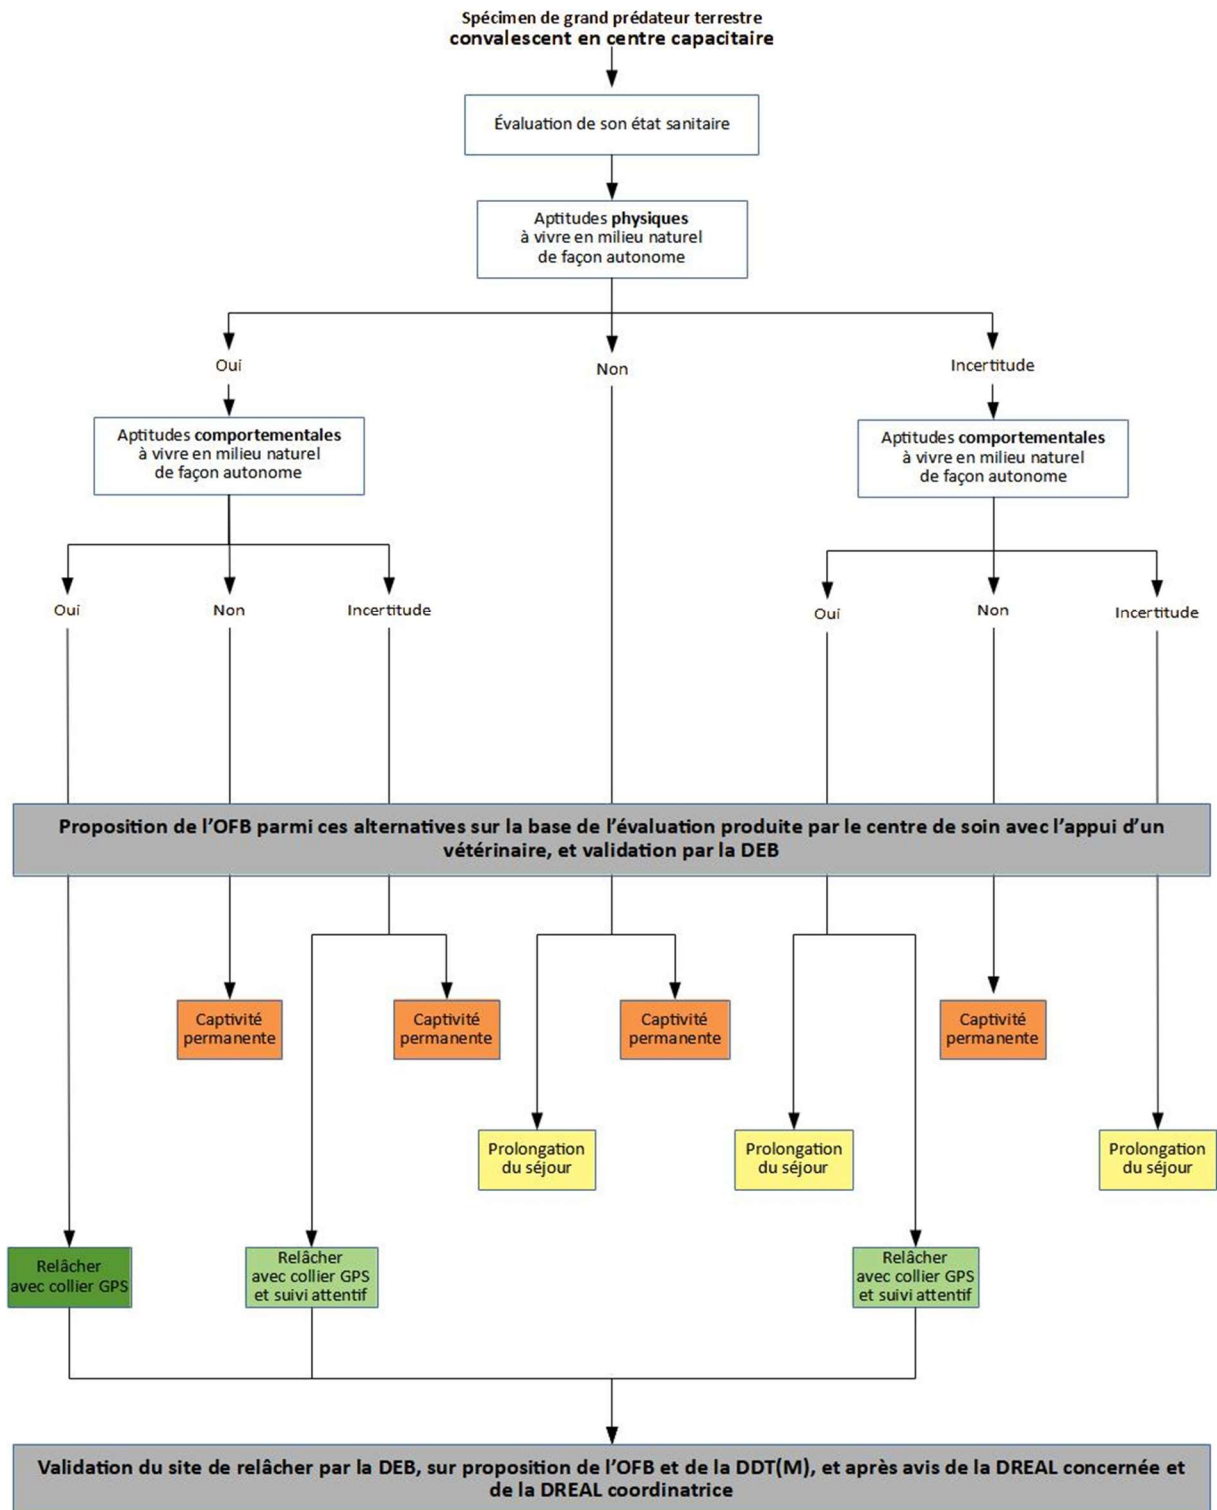 Spécimen de grand prédateur terrestre
convalescent en centre capacitaire
Évaluation de son état sanitaire
Aptitudes physiques
à vivre en milieu naturel
de façon autonome
Oui
Non
Incertitude
Aptitudes comportementales
à vivre en milieu naturel
de façon autonome
Aptitudes comportementales
à vivre en milieu naturel
de façon autonome
Oui
Non
Incertitude
Oui
Non
Incertitude
Proposition de l'OFB parmi ces alternatives sur la base de l'évaluation produite par le centre de soin avec l'appui d'un
vétérinaire, et validation par la DEB
Captivité
permanente
Captivité
permanente
Captivité
permanente
Captivité
permanente
Prolongation
du séjour
Prolongation
du séjour
Prolongation
du séjour
Relâcher
avec collier GPS
Relâcher
avec collier GPS
et suivi attentif
Relâcher
avec collier GPS
et suivi attentif
Validation du site de relâcher par la DEB, sur proposition de l'OFB et de la DDT(M), et après avis de la DREAL concernée et
de la DREAL coordinatrice